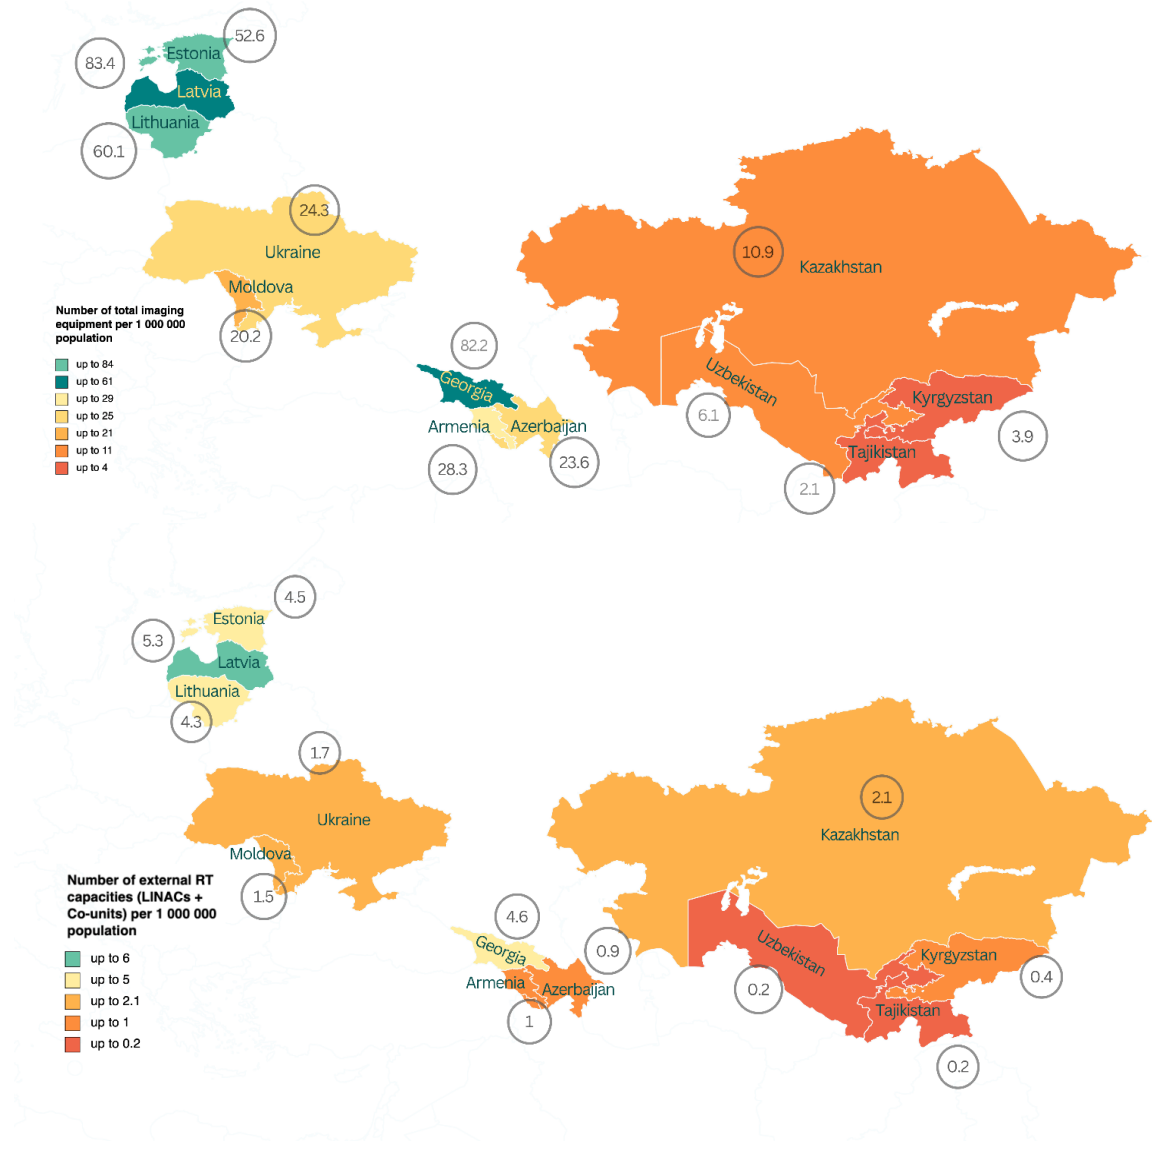 52.6
Estonia
83.4
Latvia
Lithuania
60.1
24.3
Ukraine
Moldova
20.2
10.9
Kazakhstan
Number of total imaging
equipment per 1 000 000
population
up to 84
up to 61
up to 29
up to 25
up to 21
up to 11
up to 4
82.2
Georgia
Armenia
Azerbaijan
28.3
23.6
Uzbekistan
6.1
Kyrgyzstan
3.9
Tajikistan
2.1
4.5
Estonia
5.3
Latvia
Lithuania
4.3
1.7
Ukraine
Moldova
1.5
2.1
Kazakhstan
Number of external RT
capacities (LINACs +
Co-units) per 1 000 000
population
up to 6
up to 5
up to 2.1
up to 1
up to 0.2
4.6
Georgia
0.9
Armenia
Azerbaijan
1
Uzbekistan
0.2
Kyrgyzstan
0.4
Tajikistan
0.2